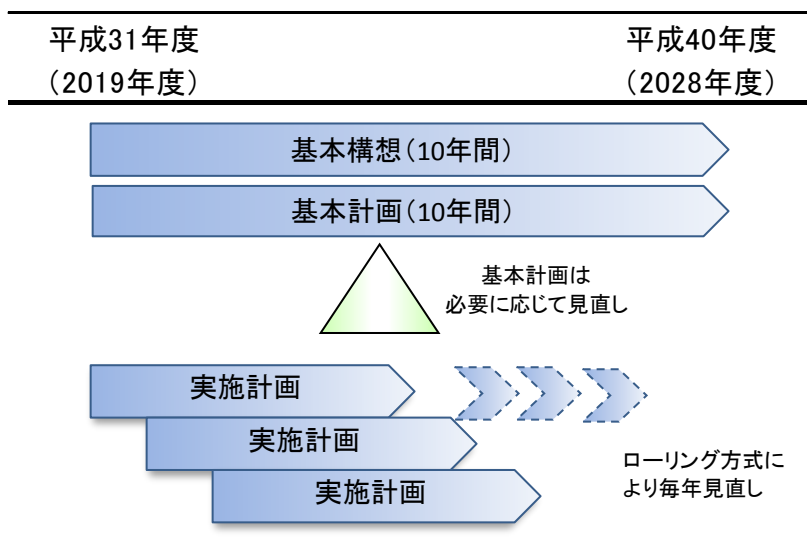 平成31年度
（2019年度）
平成40年度
（2028年度）
基本構想（10年間）
基本計画（10年間）
基本計画は
必要に応じて見直し
実施計画
実施計画
実施計画
ローリング方式に
より毎年見直し